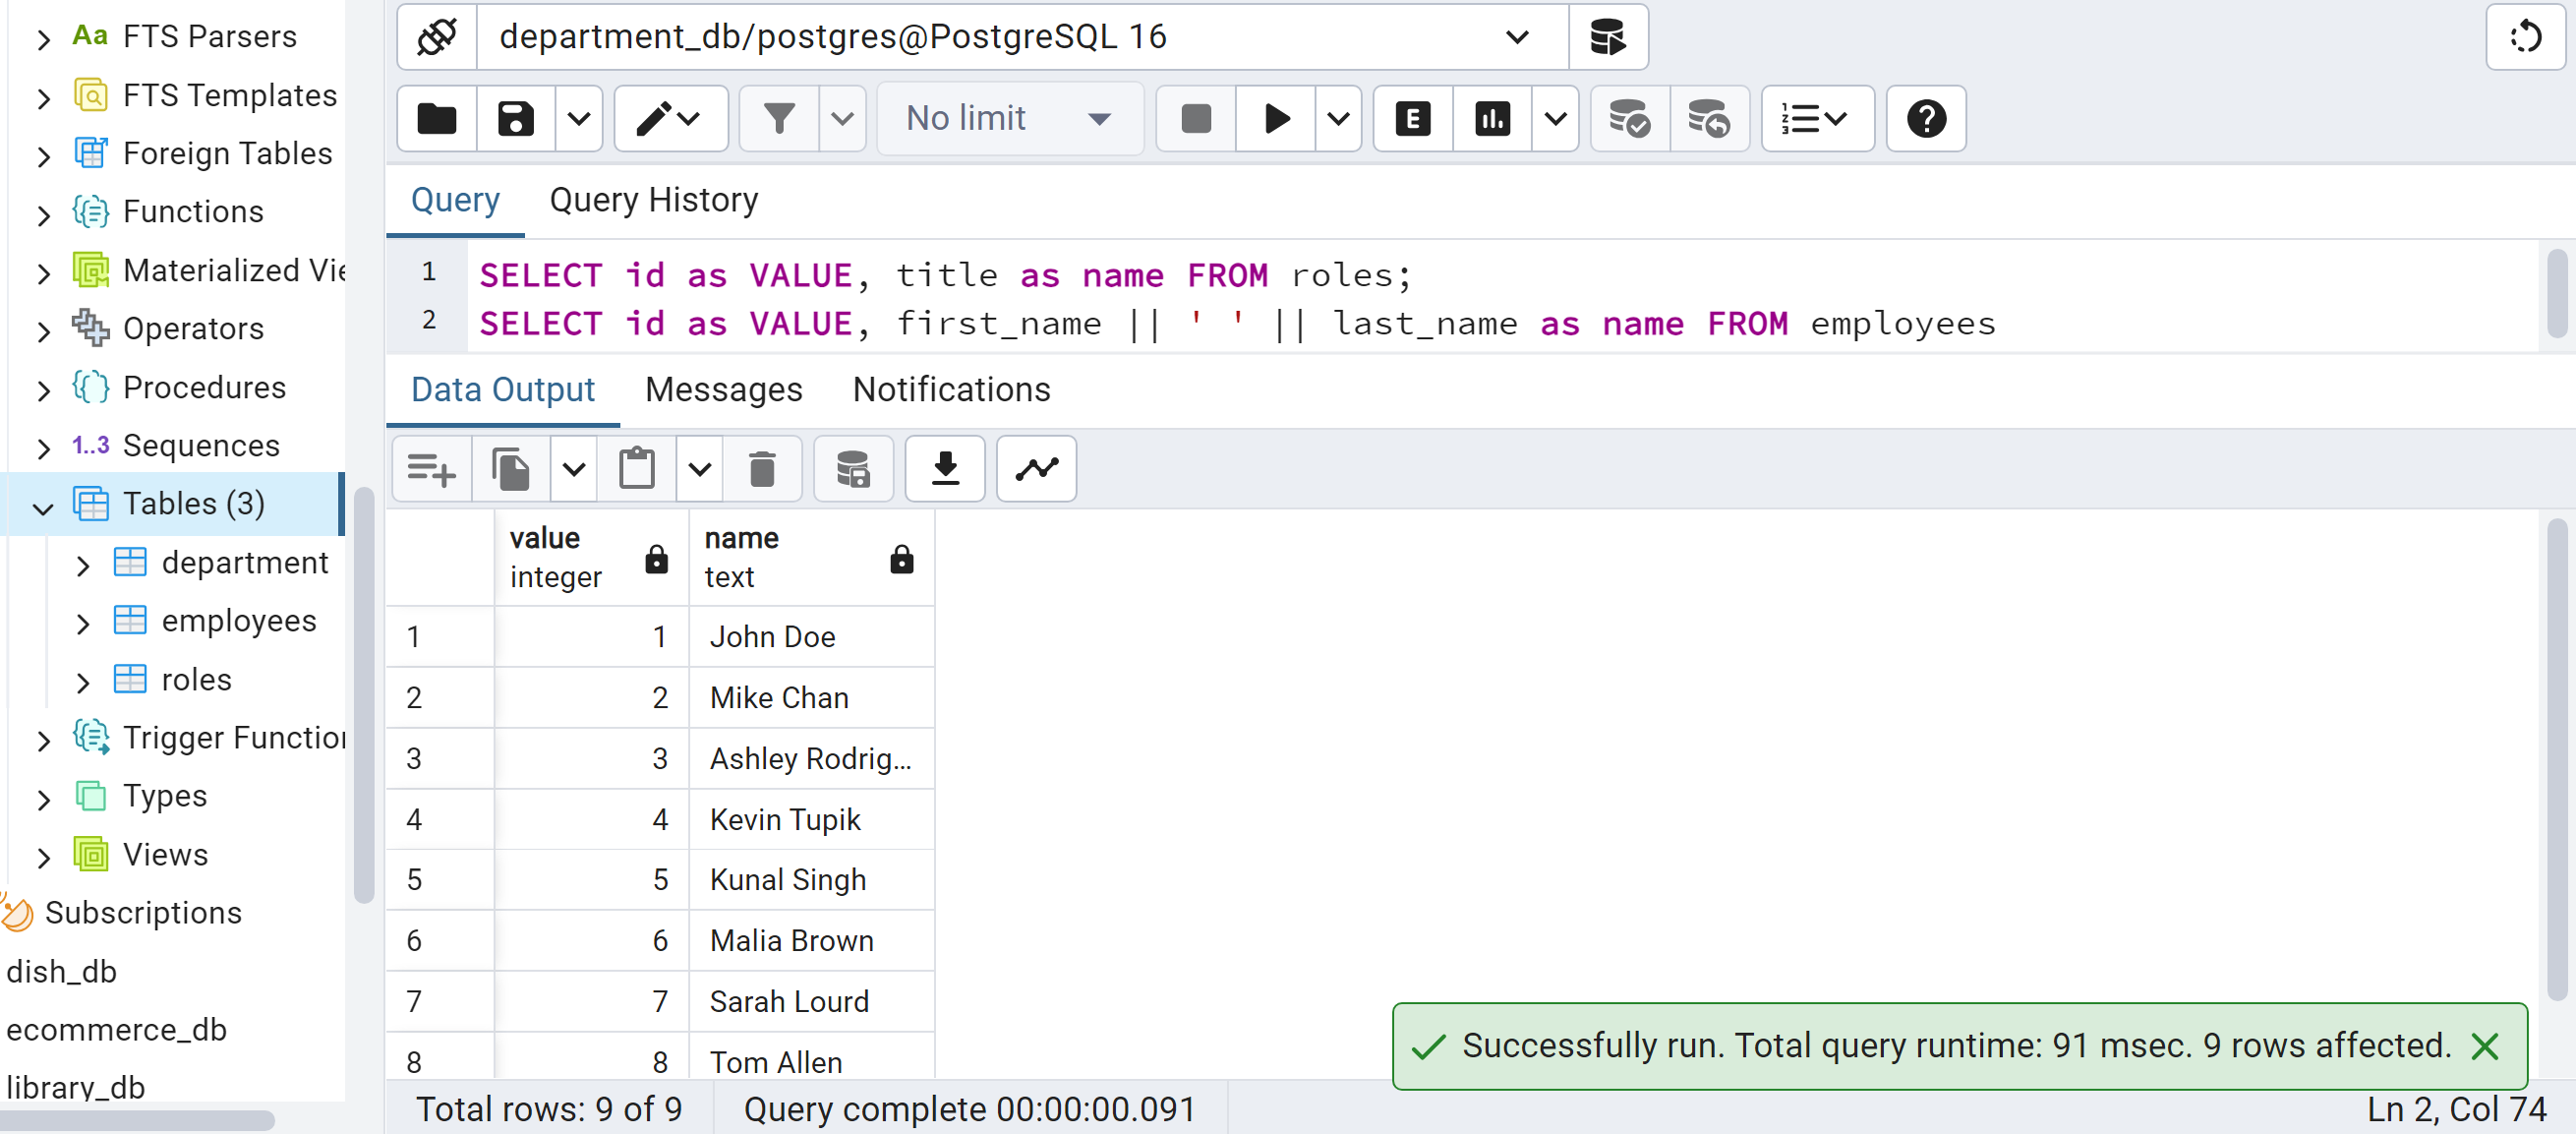 Aa FTS Parsers
FTS Templates
Foreign Tables
Functions
Materialized Vie
Operators
Procedures
1..3 Sequences
Tables (3)
department
employees
roles
Trigger Function
Types
Views
Subscriptions
dish_db
ecommerce_db
library_db
department_db/postgres@PostgreSQL 16
No limit
E
Query Query History
1 SELECT id as VALUE, title as name FROM roles;
2 SELECT id as VALUE, first_name || ' ' || last_name as name FROM employees
Data Output Messages Notifications
value name
integer text
1 1 John Doe
2 2 Mike Chan
3 3 Ashley Rodrig...
4 4 Kevin Tupik
5 5 Kunal Singh
6 6 Malia Brown
7 7 Sarah Lourd
8 8 Tom Allen
Successfully run. Total query runtime: 91 msec. 9 rows affected.
Total rows: 9 of 9 Query complete 00:00:00.091 Ln 2, Col 74